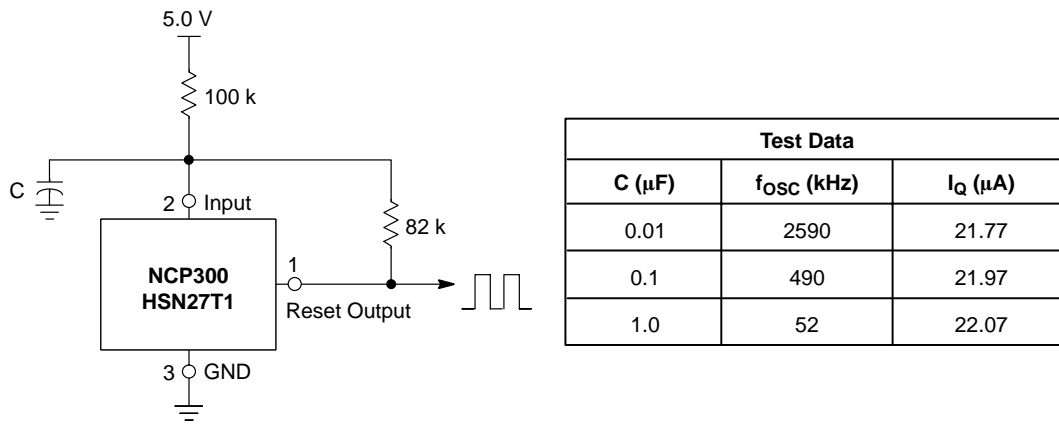 5.0 V
100 k
C
2 Input
82 k
NCP300
HSN27T1
1
Reset Output
3 GND
Test Data
C (μF) fOSC (kHz) IQ (μA)
0.01 2590 21.77
0.1 490 21.97
1.0 52 22.07